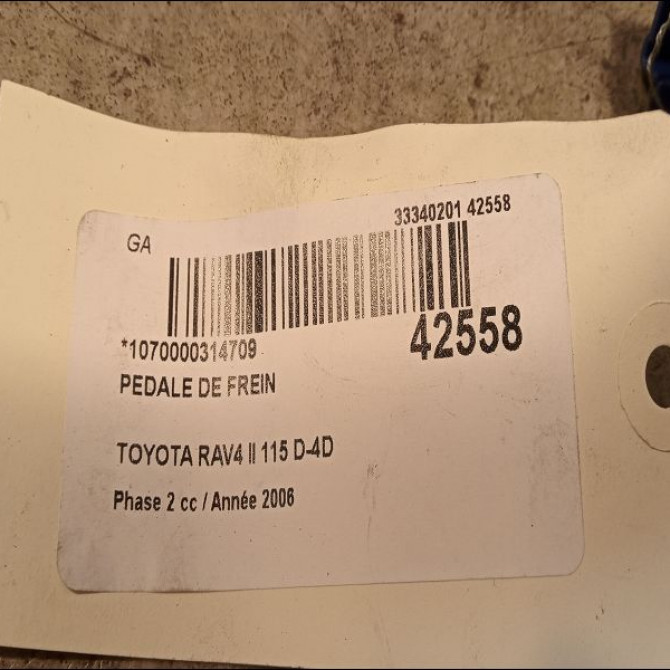 33340201 42558
GA
42558
*1070000314709
PEDALE DE FREIN
TOYOTA RAV4 II 115 D-4D
Phase 2 cc / Année 2006